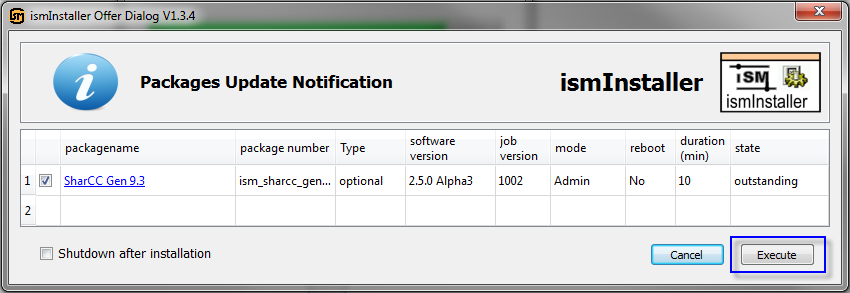 ismInstaller Offer Dialog V1.3.4
Packages Update Notification
ismInstaller
iSM
ismInstaller
packagename package number Type software version job version mode reboot duration (min) state
1 SharCC Gen 9.3 ism_sharcc_gen... optional 2.5.0 Alpha3 1002 Admin No 10 outstanding
2
Shutdown after installation
Cancel
Execute